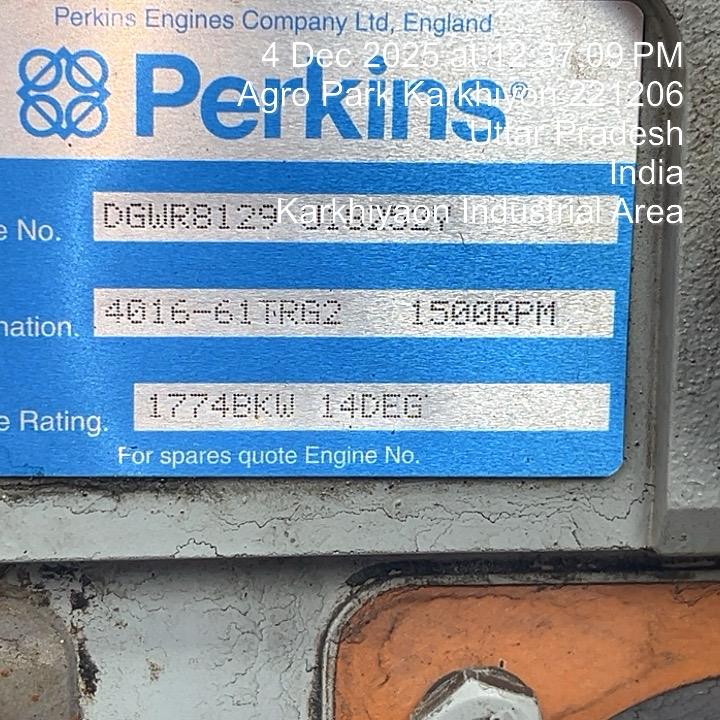 Perkins Engines Company Ltd, England
Perkins®
4 Dec 2025 at 12:37:09 PM
Agro Park Karkhiyon 221206
Uttar Pradesh
India
Karkhiyaon Industrial Area
e No. DGWR8129
nation. 4016-61TRG2 1500RPM
e Rating. 1774BKW 14DEG
For spares quote Engine No.